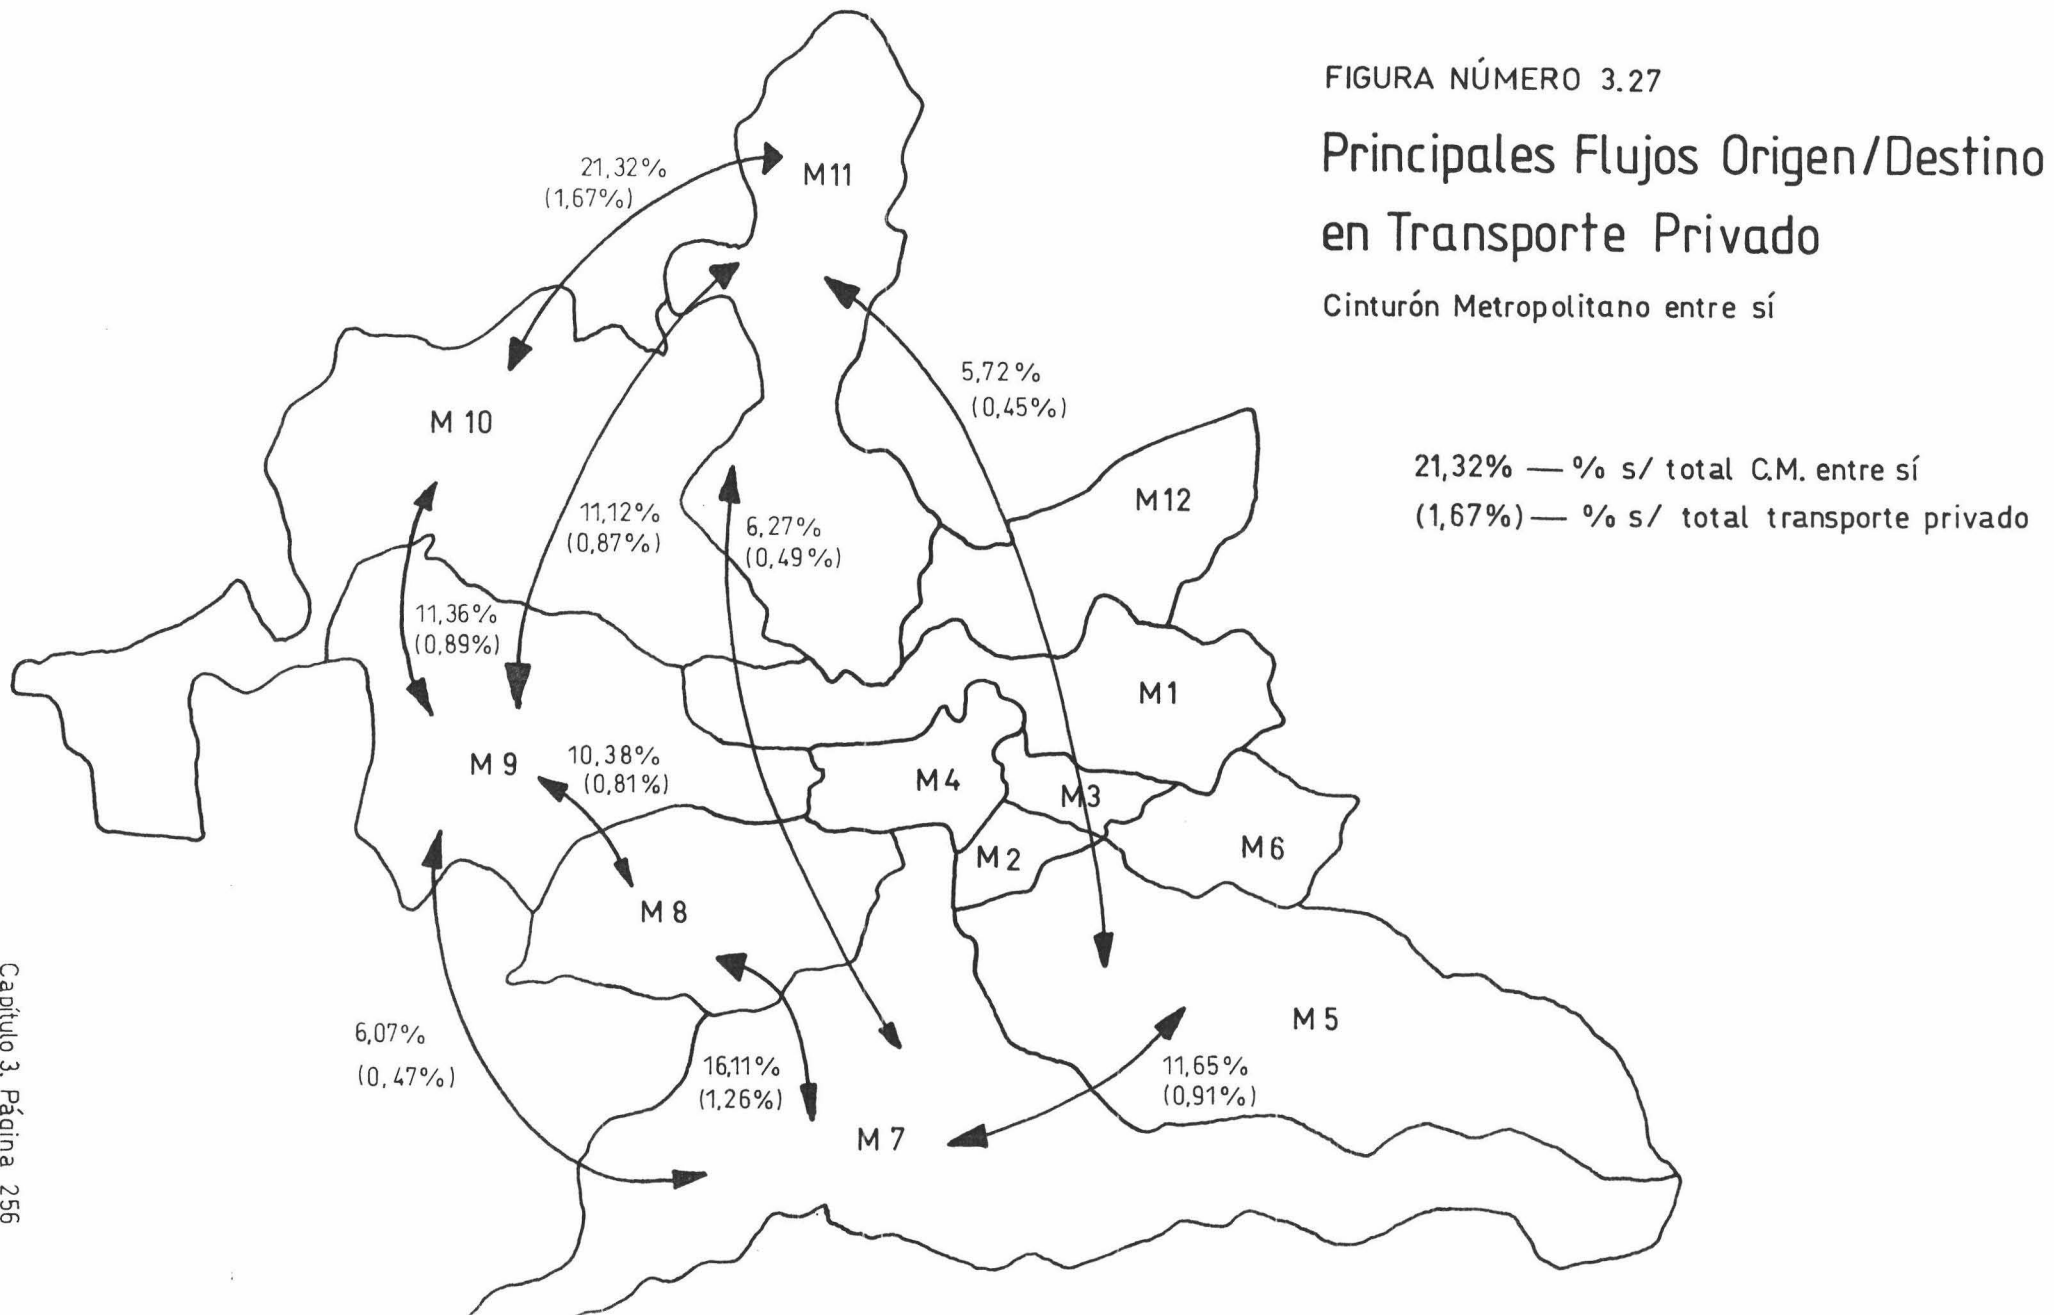 FIGURA NÚMERO 3.27
Principales Flujos Origen/Destino
en Transporte Privado
Cinturón Metropolitano entre sí
21,32% — % s/ total C.M. entre sí
(1,67%) — % s/ total transporte privado
21,32%
(1,67%)
M11
5,72%
(0,45%)
M 10
M12
11,12%
(0,87%)
6,27%
(0,49%)
11,36%
(0,89%)
M1
M 9
10,38%
(0,81%)
M4
M3
M2
M6
M 8
6,07%
(0,47%)
16,11%
(1,26%)
M 5
11,65%
(0,91%)
M 7
Capítulo 3. Página 256